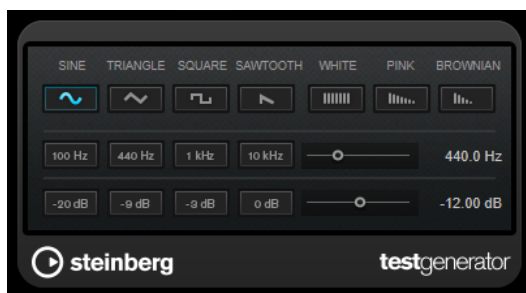 SINE TRIANGLE SQUARE SAWTOOTH WHITE PINK BROWNIAN
100 Hz 440 Hz 1 kHz 10 kHz 440.0 Hz
-20 dB -9 dB -9 dB 0 dB -12.00 dB
steinberg testgenerator